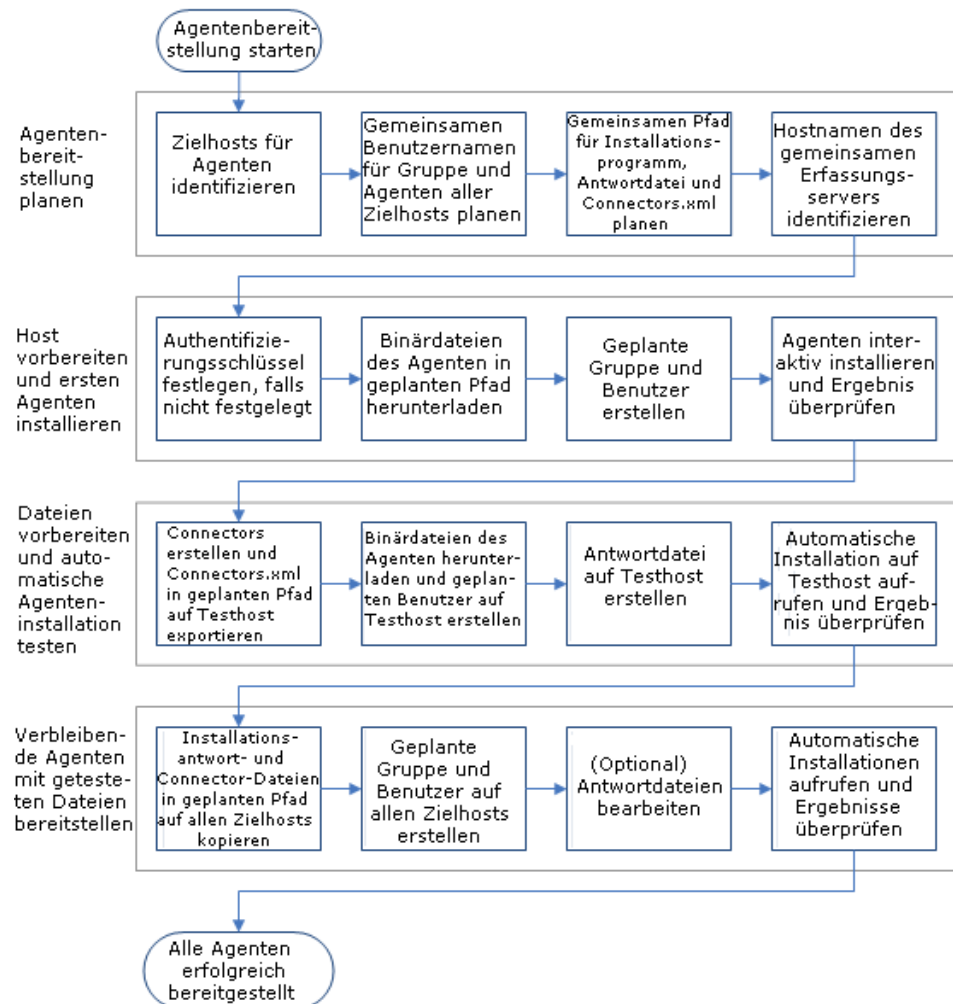 Agentenbereit-
stellung starten
Agenten-
bereit-
stellung
planen
Zielhosts für
Agenten
identifizieren
Gemeinsamen
Benutzernamen
für Gruppe und
Agenten aller
Zielhosts planen
Gemeinsamen Pfad
für Installations-
programm,
Antwortdatei und
Connectors.xml
planen
Hostnamen des
gemeinsamen
Erfassungs-
servers
identifizieren
Host
vorbereiten
und ersten
Agenten
installieren
Authentifizie-
rungsschlüssel
festlegen, falls
nicht festgelegt
Binärdateien
des Agenten in
geplanten Pfad
herunterladen
Geplante
Gruppe und
Benutzer
erstellen
Agenten inter-
aktiv installieren
und Ergebnis
überprüfen
Dateien
vorbereiten
und auto-
matische
Agenten-
installation
testen
Connectors
erstellen und
Connectors.xml
in geplanten Pfad
auf Testhost
exportieren
Binärdateien des
Agenten herunter-
laden und geplan-
ten Benutzer auf
Testhost erstellen
Antwortdatei
auf Testhost
erstellen
Automatische
Installation auf
Testhost auf-
rufen und Ergeb-
nis überprüfen
Verbleiben-
de Agenten
mit geteste-
ten Dateien
bereitstellen
Installations-
antwort- und
Connector-Dateien
in geplanten Pfad
auf allen Zielhosts
kopieren
Geplante
Gruppe und
Benutzer auf
allen Zielhosts
erstellen
(Optional)
Antwortdateien
bearbeiten
Automatische
Installationen
aufrufen und
Ergebnisse
überprüfen
Alle Agenten
erfolgreich
bereitgestellt